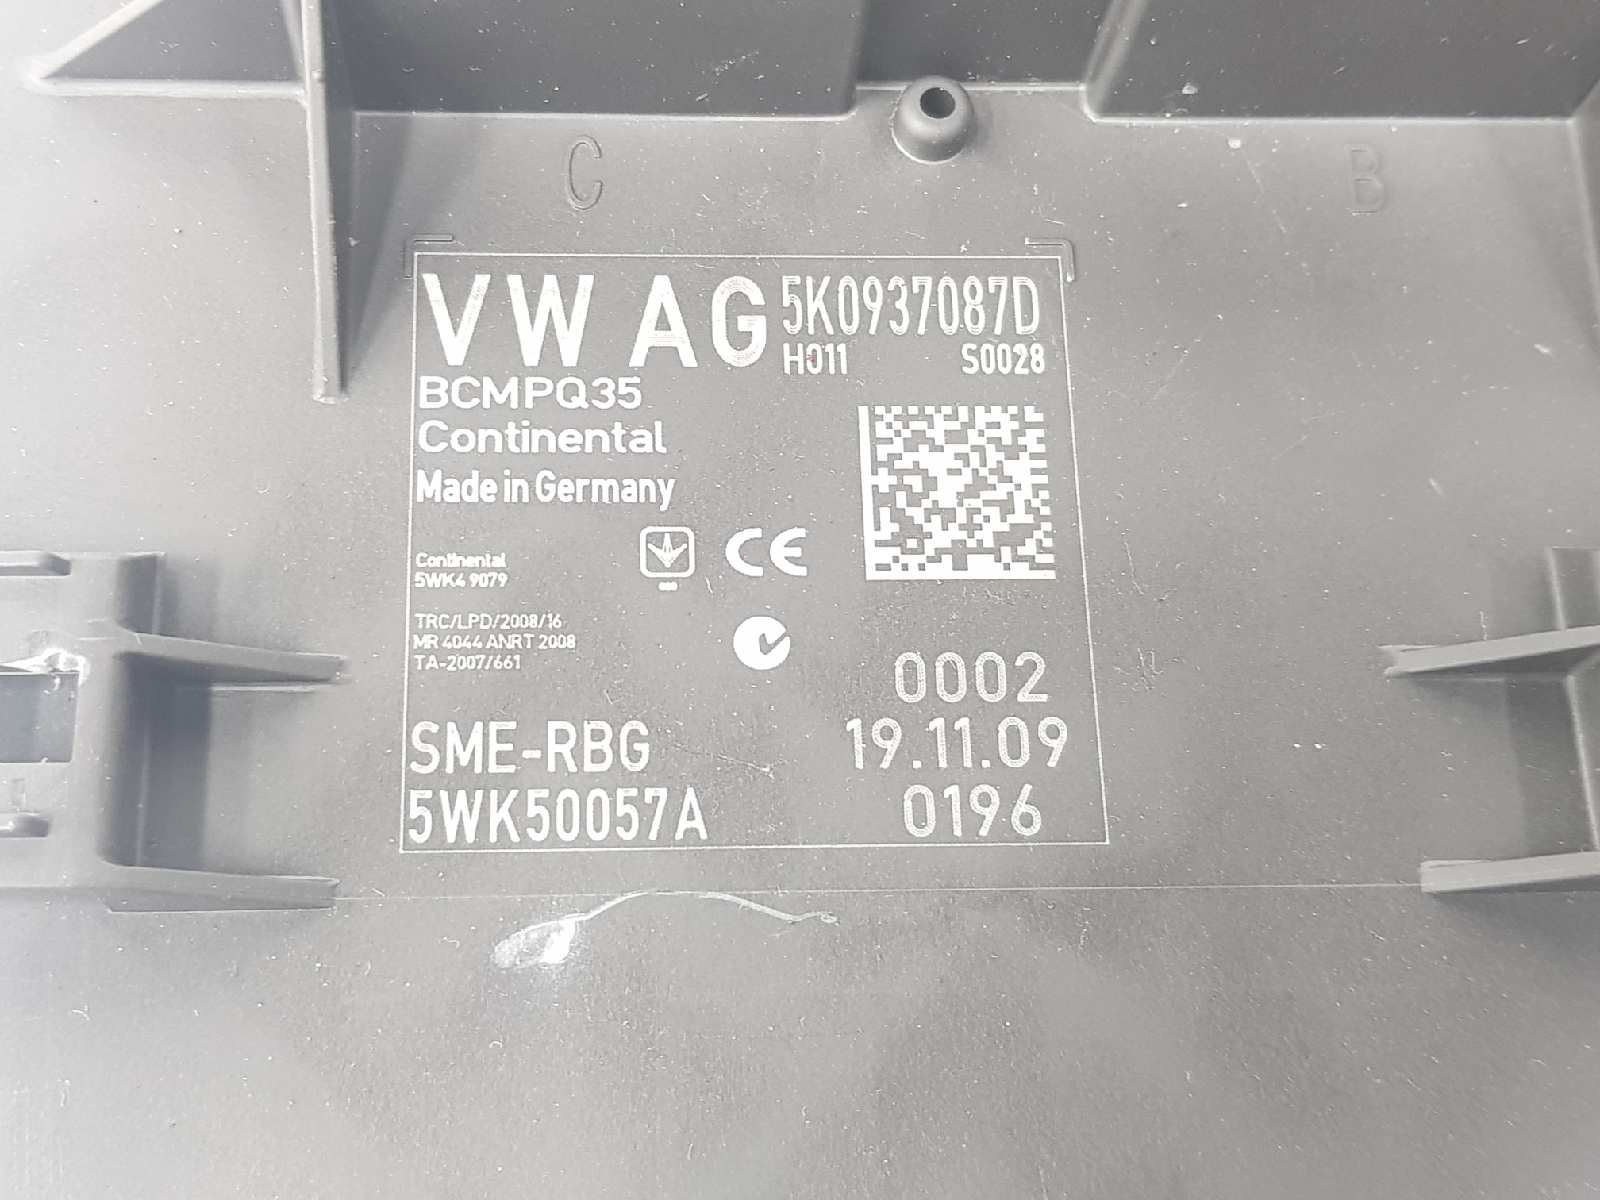 C
B
VW AG 5K0937087D
H011 S0028
BCMPQ35
Continental
Made in Germany
CE
Continental
5WK4 9079
TRC/LPD/2008/16
MR 4044 ANRT 2008
TA-2007/661
0002
SME-RBG 19.11.09
5WK50057A 0196